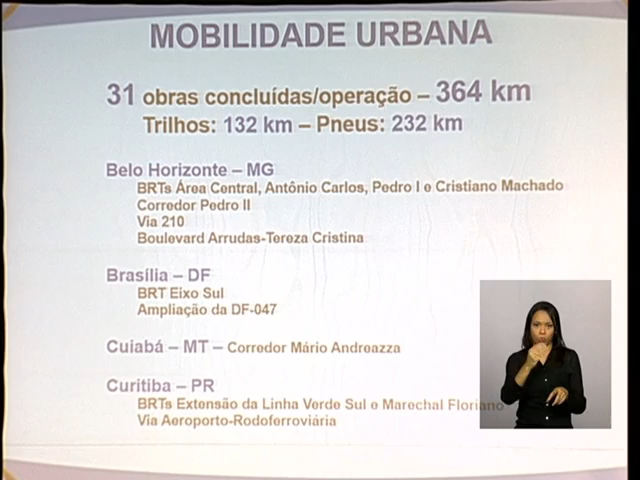 MOBILIDADE URBANA
31 obras concluídas/operação – 364 km
Trilhos: 132 km – Pneus: 232 km
Belo Horizonte – MG
BRTs Área Central, Antônio Carlos, Pedro I e Cristiano Machado
Corredor Pedro II
Via 210
Boulevard Arrudas-Tereza Cristina
Brasília – DF
BRT Eixo Sul
Ampliação da DF-047
Cuiabá – MT – Corredor Mário Andreazza
Curitiba – PR
BRTs Extensão da Linha Verde Sul e Marechal Floriano
Via Aeroporto-Rodoferroviária